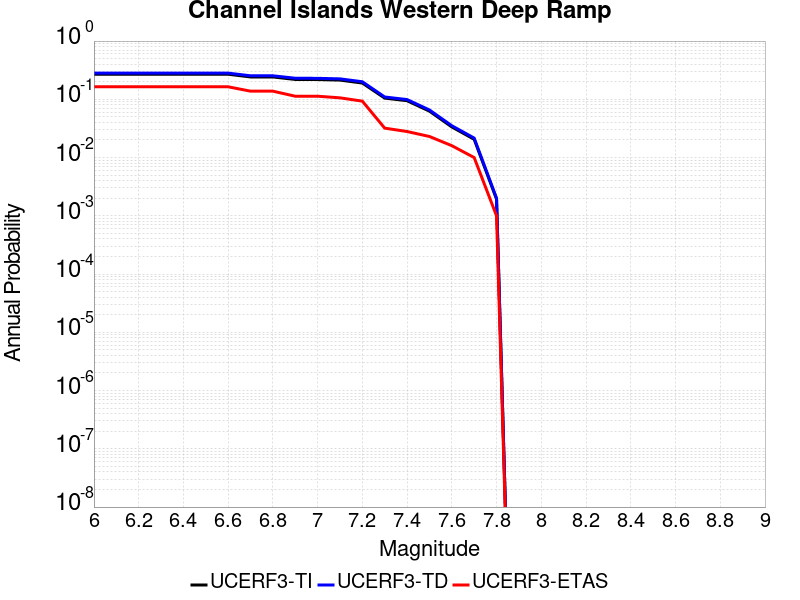 Channel Islands Western Deep Ramp
10^0
10^-1
10^-2
10^-3
10^-4
10^-5
10^-6
10^-7
10^-8
Annual Probability
6 6.2 6.4 6.6 6.8 7 7.2 7.4 7.6 7.8 8 8.2 8.4 8.6 8.8 9
Magnitude
UCERF3-TI UCERF3-TD UCERF3-ETAS